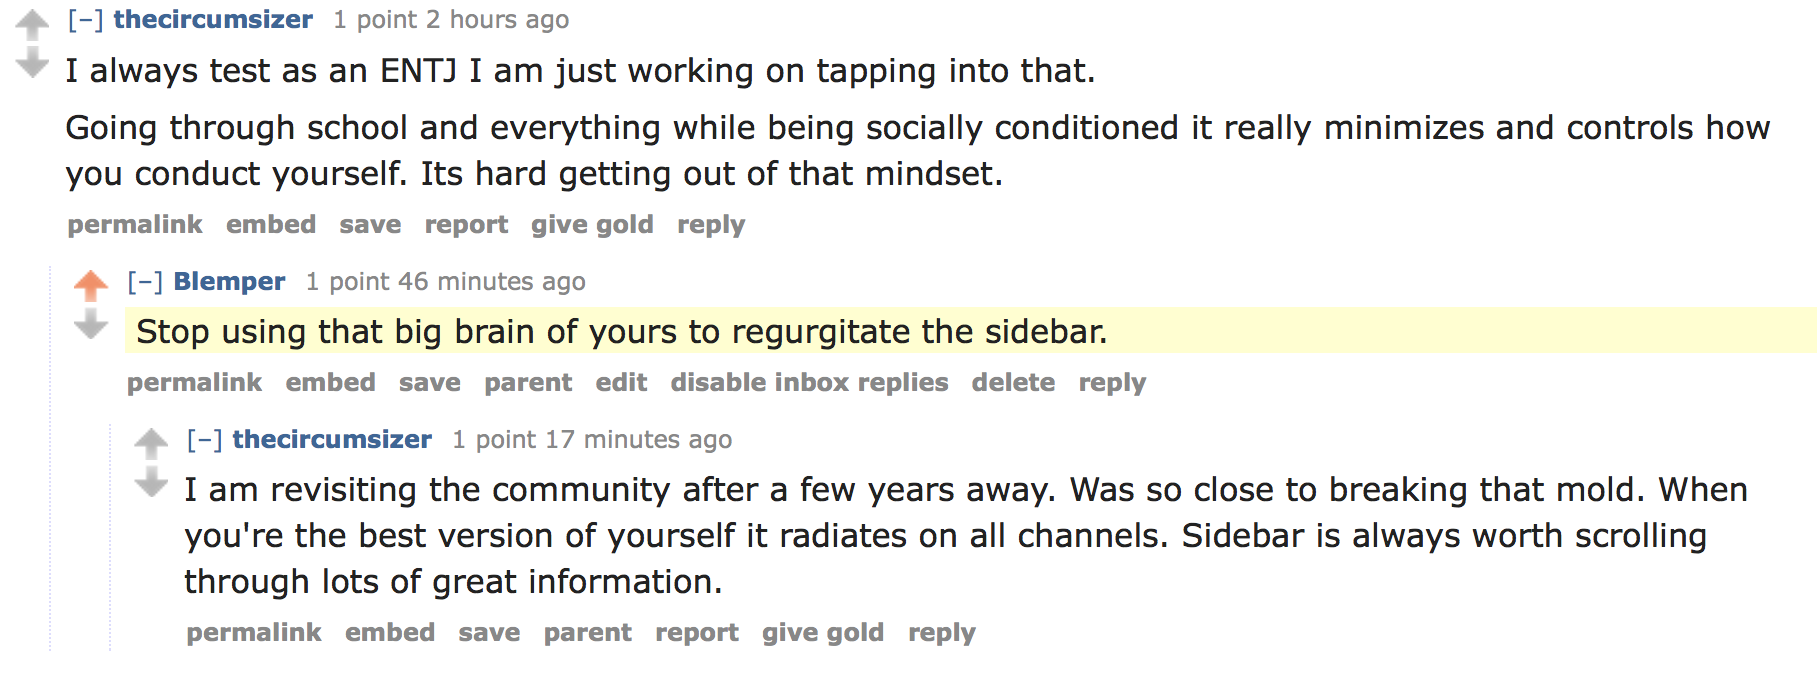 [–] thecircumsizer 1 point 2 hours ago
I always test as an ENTJ I am just working on tapping into that.
Going through school and everything while being socially conditioned it really minimizes and controls how
you conduct yourself. Its hard getting out of that mindset.
permalink embed save report give gold reply
[–] Blemper 1 point 46 minutes ago
Stop using that big brain of yours to regurgitate the sidebar.
permalink embed save parent edit disable inbox replies delete reply
[–] thecircumsizer 1 point 17 minutes ago
I am revisiting the community after a few years away. Was so close to breaking that mold. When
you're the best version of yourself it radiates on all channels. Sidebar is always worth scrolling
through lots of great information.
permalink embed save parent report give gold reply